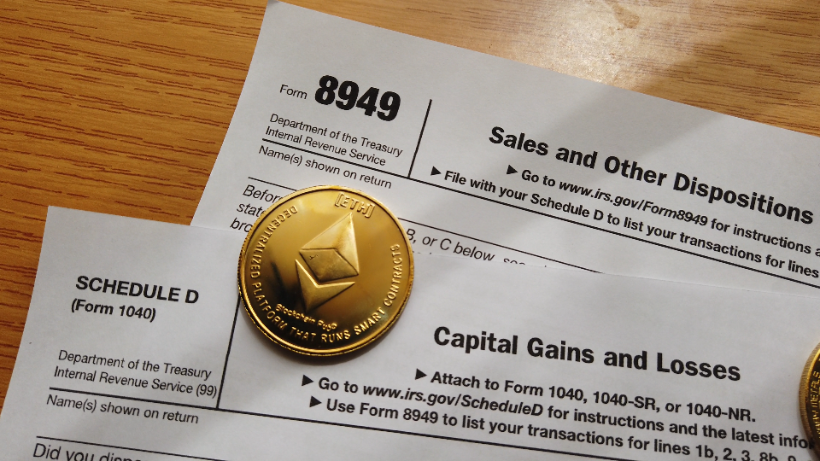 Form 8949
Department of the Treasury
Internal Revenue Service
Name(s) shown on return
Sales and Other Dispositions
▶ Go to www.irs.gov/Form8949 for instructions
▶ File with your Schedule D to list your transactions for lines
B, or C below
[ETH]
DECENTRALIZED PLATFORM THAT RUNS SMART CONTRACTS
SCHEDULE D
(Form 1040)
Department of the Treasury
Internal Revenue Service (99)
Name(s) shown on return
Capital Gains and Losses
▶ Attach to Form 1040, 1040-SR, or 1040-NR.
▶ Go to www.irs.gov/ScheduleD for instructions and the latest
▶ Use Form 8949 to list your transactions for lines 1b, 2, 3, 8b,
Did you